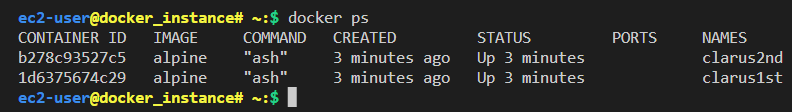 ec2-user@docker_instance# ~:$ docker ps
CONTAINER ID   IMAGE    COMMAND   CREATED         STATUS         PORTS     NAMES
b278c93527c5   alpine   "ash"     3 minutes ago   Up 3 minutes             clarus2nd
1d6375674c29   alpine   "ash"     3 minutes ago   Up 3 minutes             clarus1st
ec2-user@docker_instance# ~:$